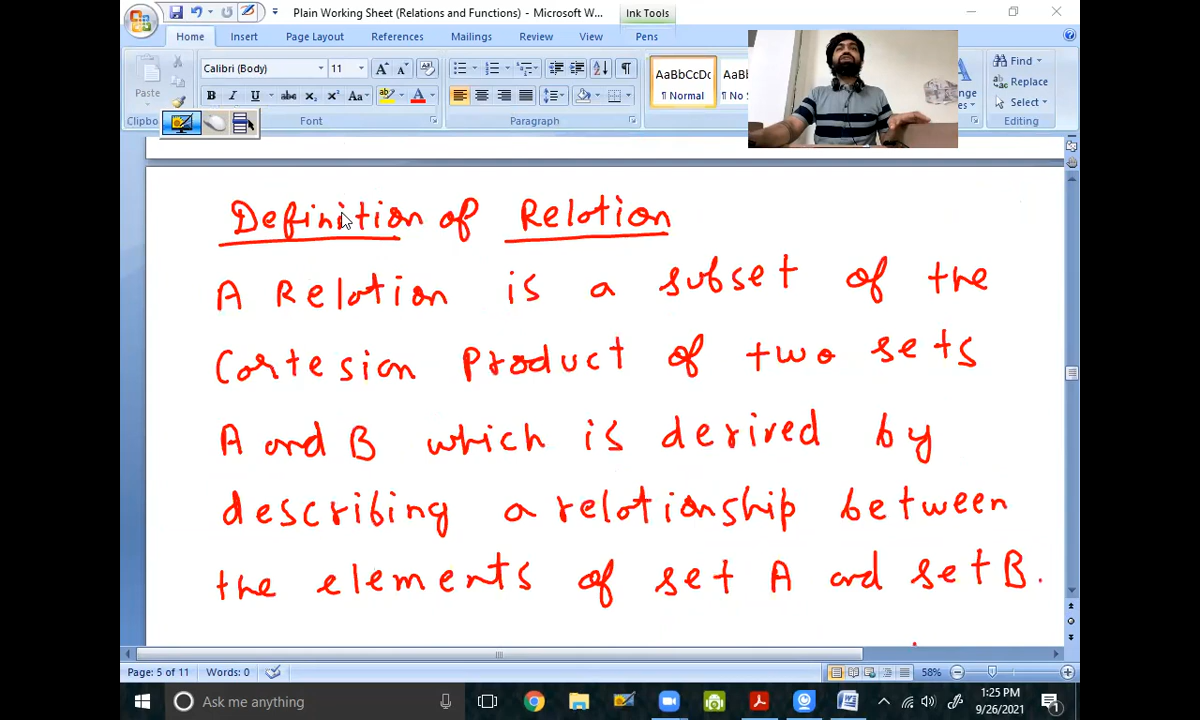 Plain Working Sheet (Relations and Functions) - Microsoft W...
Ink Tools
Home Insert Page Layout References Mailings Review View Pens
Paste
Calibri (Body) 11
AaBbCcDc AaBb
¶ Normal ¶ No S
Find
Replace
Select
Clipbo Font Paragraph Editing
Definition of Relation
A Relation is a subset of the
Cartesian Product of two sets
A and B which is derived by
describing a relationship between
the elements of set A and set B.
Page: 5 of 11 Words: 0 58%
Ask me anything
1:25 PM
9/26/2021